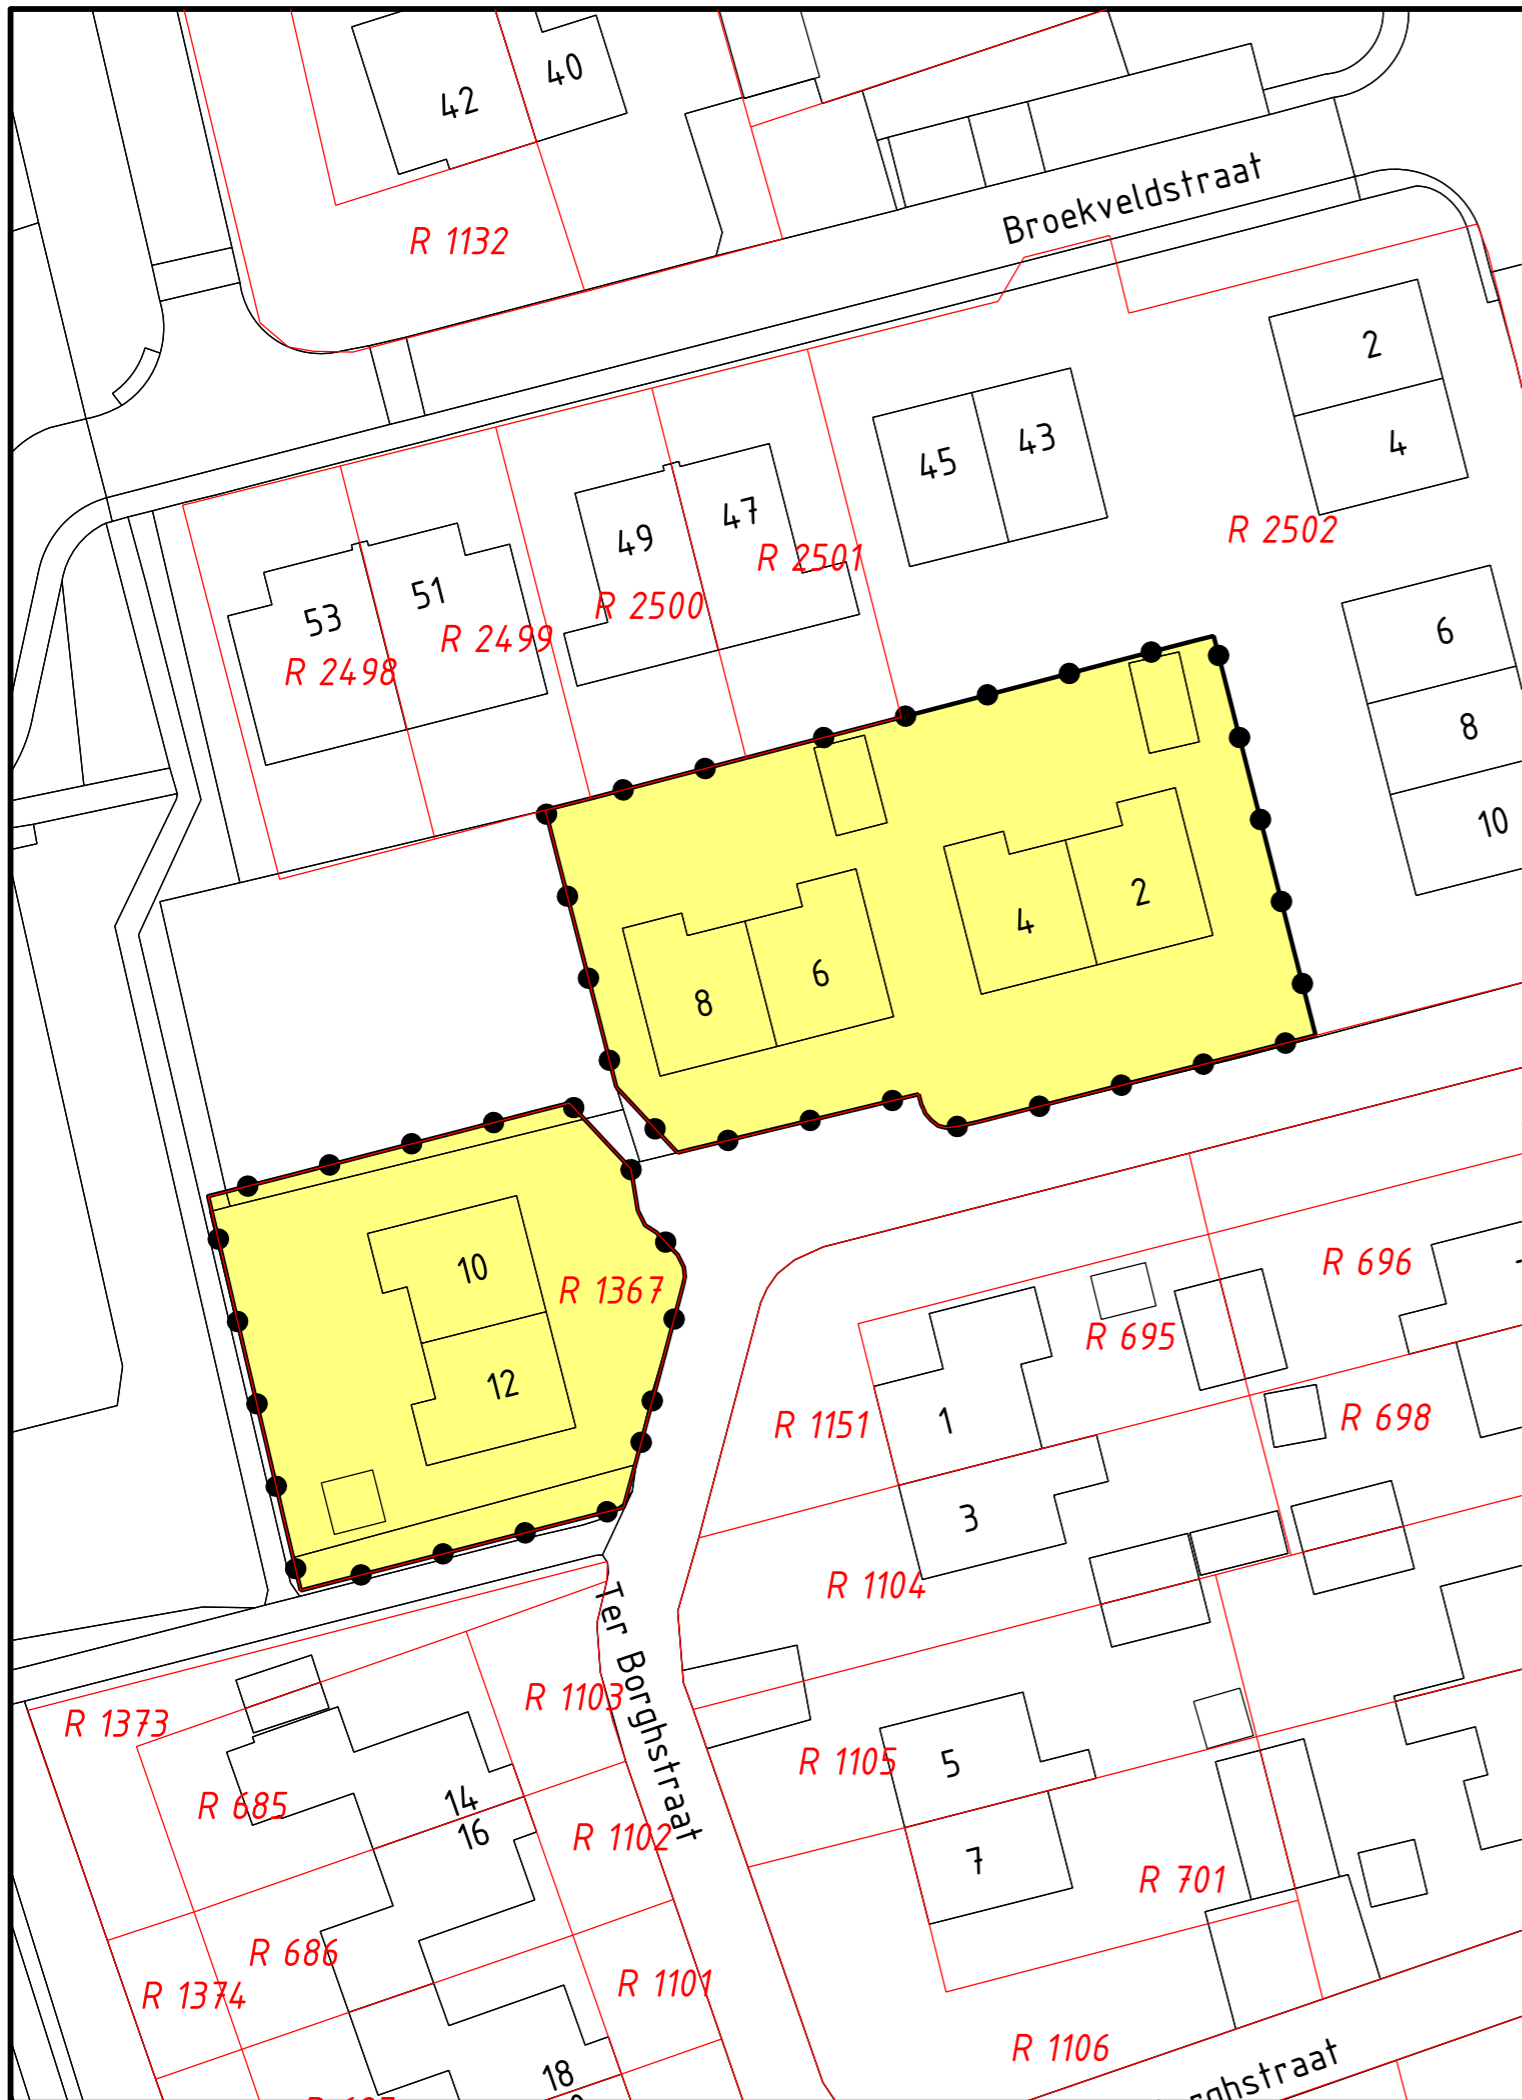 40
42
Broekveldstraat
R 1132
2
43
4
45
47
R 2502
49
R 2501
51
R 2500
53
6
R 2499
R 2498
8
10
2
4
6
8
R 696
10
R 1367
R 695
12
R 698
1
R 1151
3
R 1104
Ter Borghstraat
R 1103
R 1373
R 1105
5
14
R 685
16
R 1102
7
R 701
R 686
R 1101
R 1374
R 1106
18